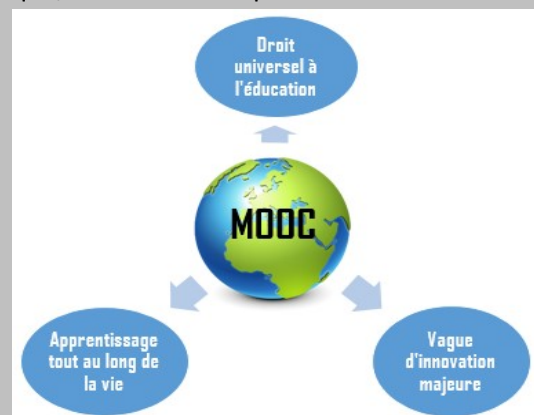 Droit
universel à
l'éducation
MOOC
Apprentissage
tout au long de
la vie
Vague
d'innovation
majeure